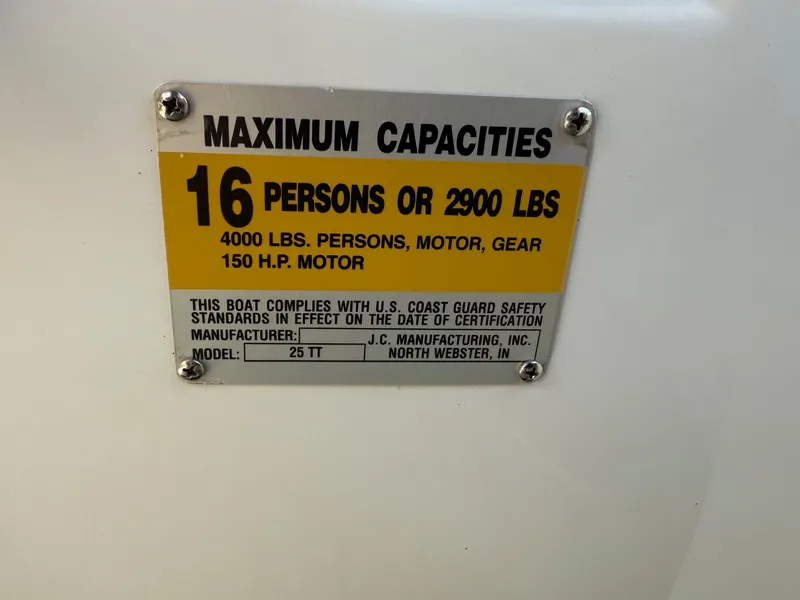 MAXIMUM CAPACITIES
16 PERSONS OR 2900 LBS
4000 LBS. PERSONS, MOTOR, GEAR
150 H.P. MOTOR
THIS BOAT COMPLIES WITH U.S. COAST GUARD SAFETY
STANDARDS IN EFFECT ON THE DATE OF CERTIFICATION
MANUFACTURER: J.C. MANUFACTURING, INC.
MODEL: 25 TT NORTH WEBSTER, IN